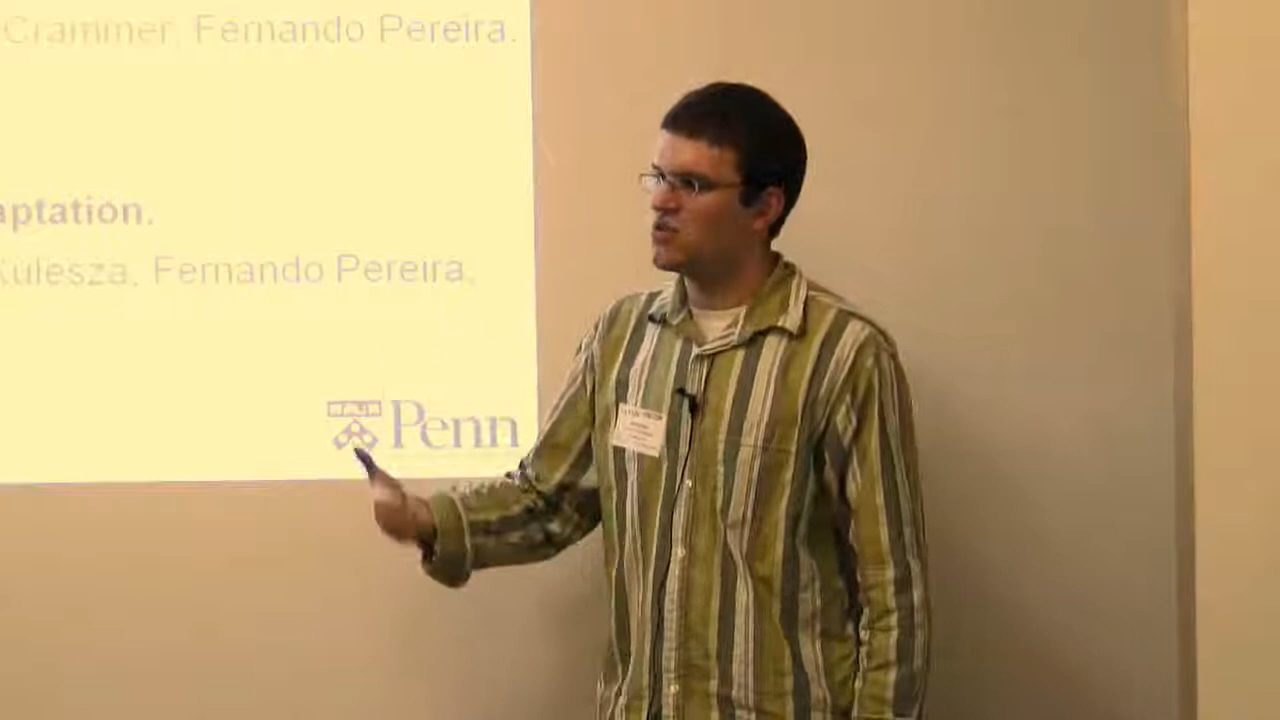 Crammer, Fernando Pereira.
aptation.
Kulesza, Fernando Pereira,
Penn